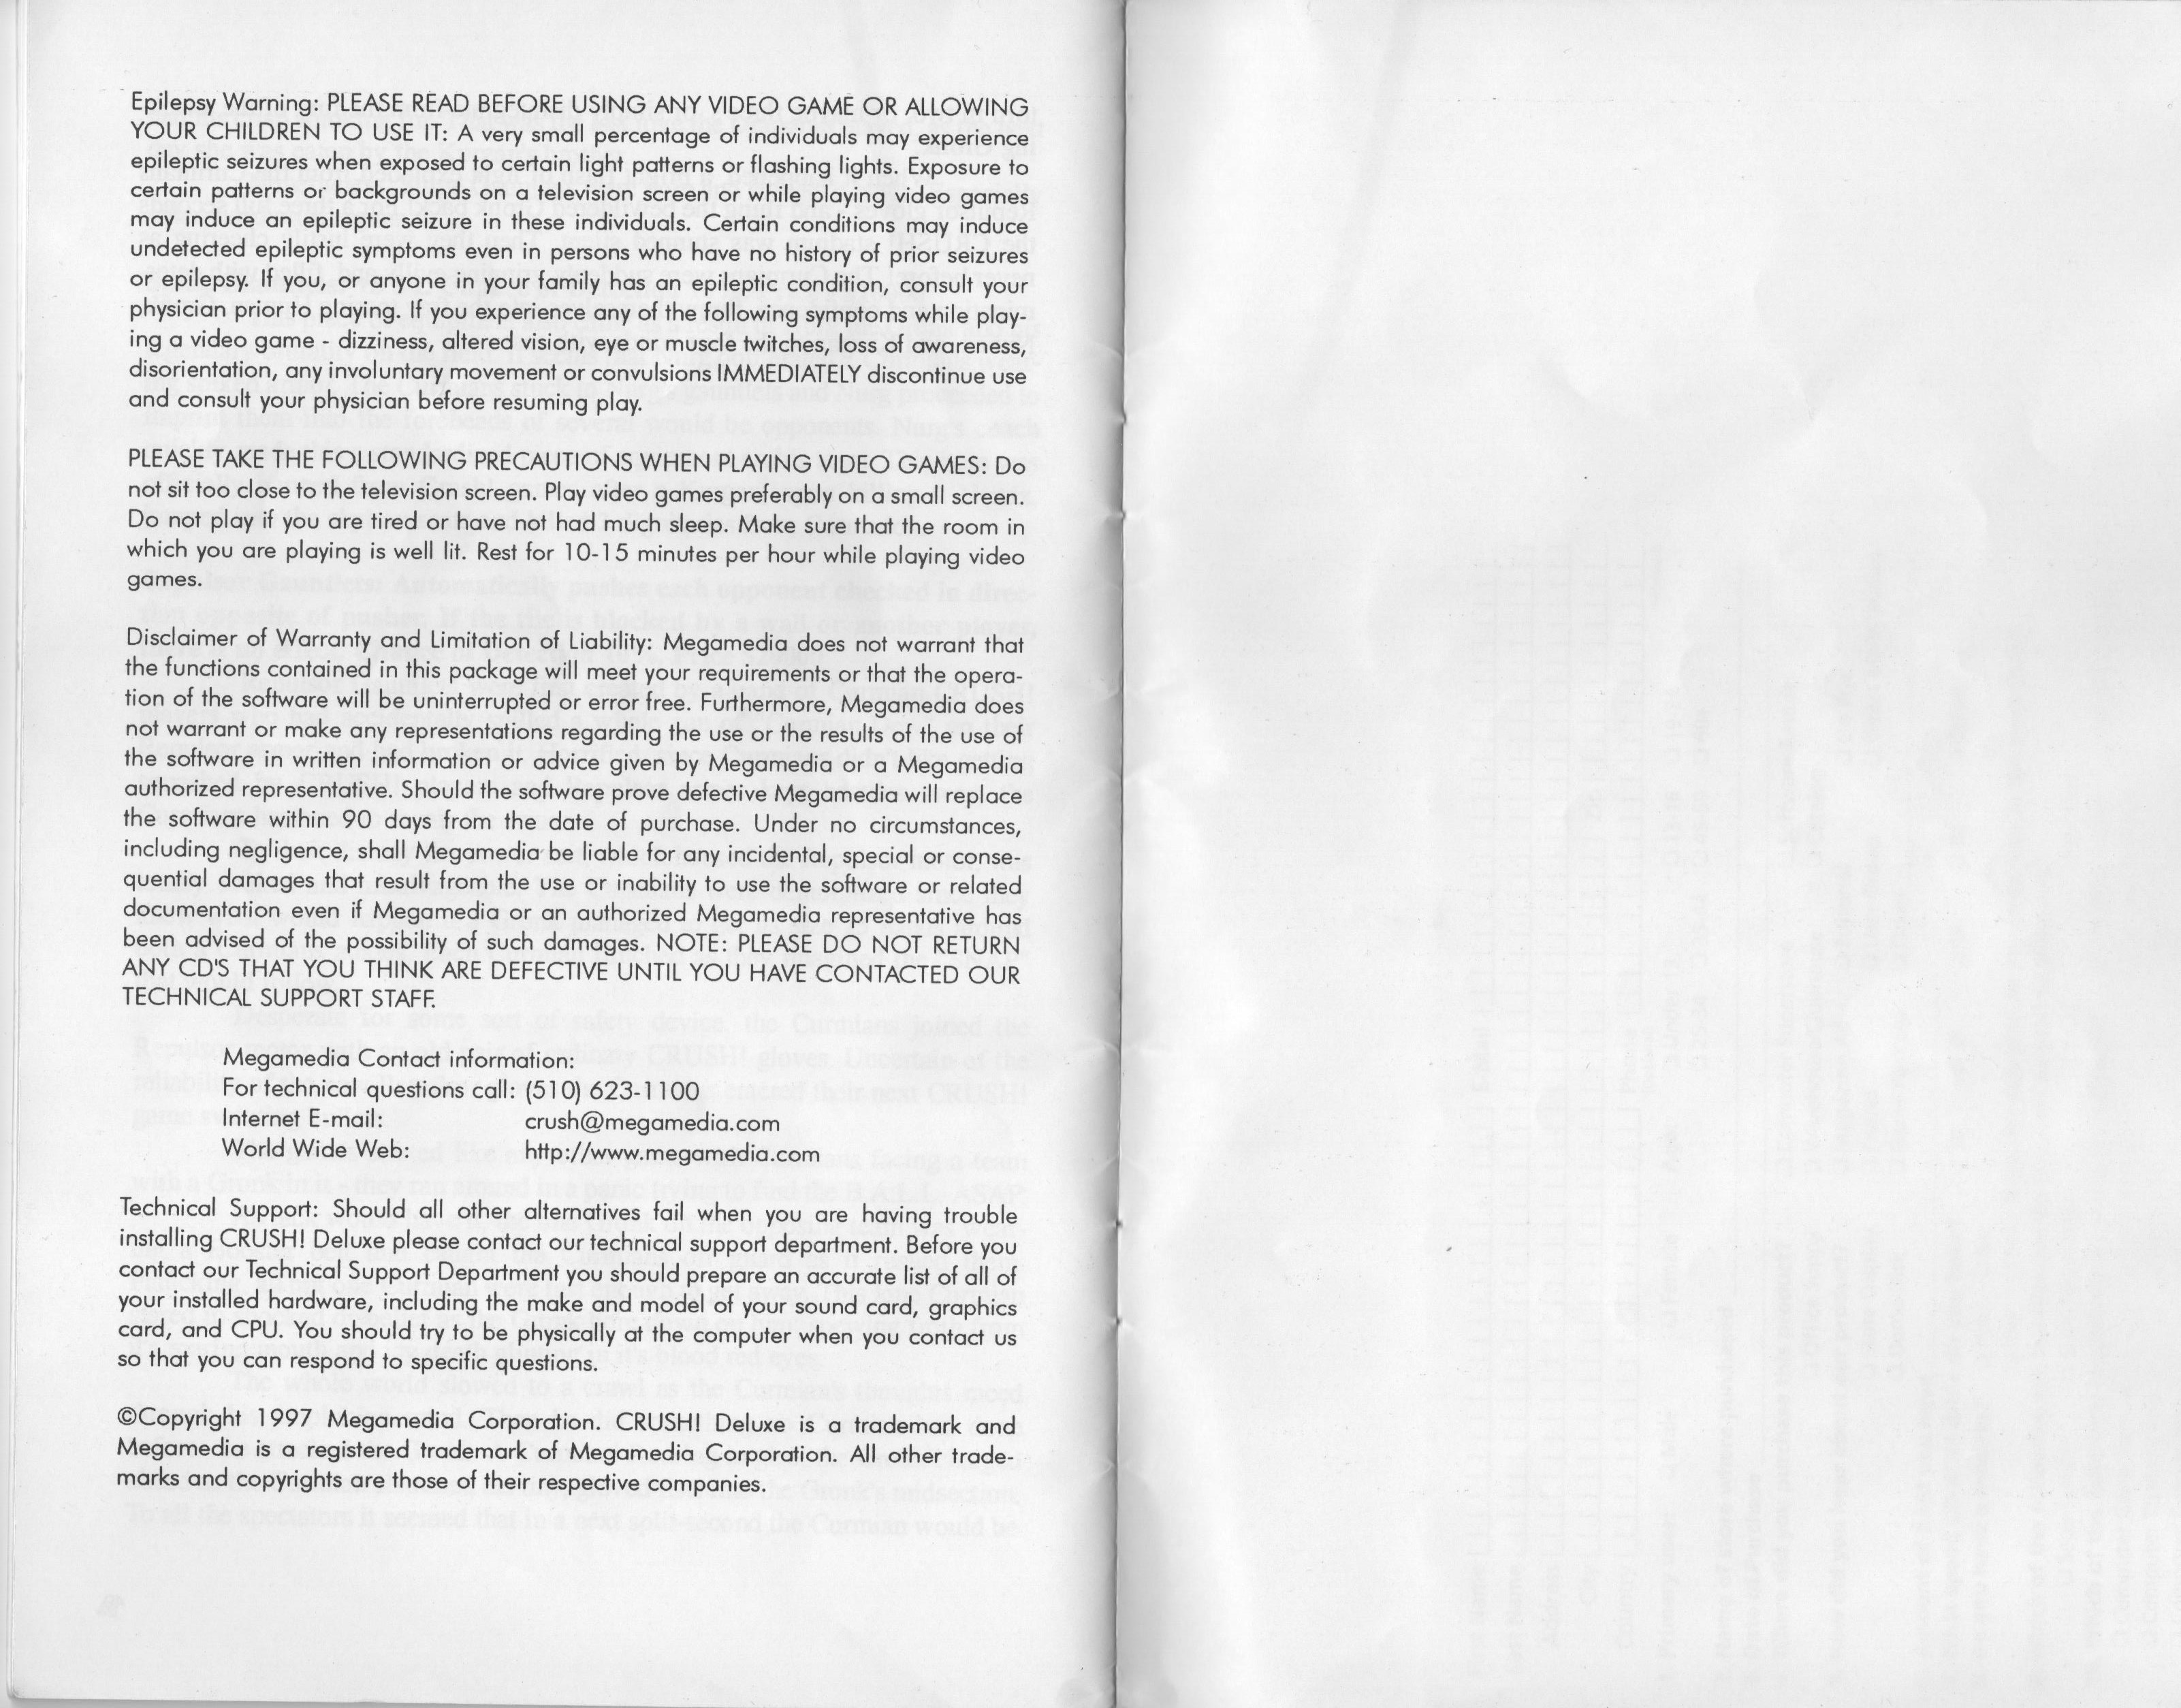 Epilepsy Warning: PLEASE READ BEFORE USING ANY VIDEO GAME OR ALLOWING
YOUR CHILDREN TO USE IT: A very small percentage of individuals may experience
epileptic seizures when exposed to certain light patterns or flashing lights. Exposure to
certain patterns or backgrounds on a television screen or while playing video games
may induce an epileptic seizure in these individuals. Certain conditions may induce
undetected epileptic symptoms even in persons who have no history of prior seizures
or epilepsy. If you, or anyone in your family has an epileptic condition, consult your
physician prior to playing. If you experience any of the following symptoms while play-
ing a video game - dizziness, altered vision, eye or muscle twitches, loss of awareness,
disorientation, any involuntary movement or convulsions IMMEDIATELY discontinue use
and consult your physician before resuming play.
PLEASE TAKE THE FOLLOWING PRECAUTIONS WHEN PLAYING VIDEO GAMES: Do
not sit too close to the television screen. Play video games preferably on a small screen.
Do not play if you are tired or have not had much sleep. Make sure that the room in
which you are playing is well lit. Rest for 10-15 minutes per hour while playing video
games.
Disclaimer of Warranty and Limitation of Liability: Megamedia does not warrant that
the functions contained in this package will meet your requirements or that the opera-
tion of the software will be uninterrupted or error free. Furthermore, Megamedia does
not warrant or make any representations regarding the use or the results of the use of
the software in written information or advice given by Megamedia or a Megamedia
authorized representative. Should the software prove defective Megamedia will replace
the software within 90 days from the date of purchase. Under no circumstances,
including negligence, shall Megamedia be liable for any incidental, special or conse-
quential damages that result from the use or inability to use the software or related
documentation even if Megamedia or an authorized Megamedia representative has
been advised of the possibility of such damages. NOTE: PLEASE DO NOT RETURN
ANY CD'S THAT YOU THINK ARE DEFECTIVE UNTIL YOU HAVE CONTACTED OUR
TECHNICAL SUPPORT STAFF.
Megamedia Contact information:
For technical questions call: (510) 623-1100
Internet E-mail: crush@megamedia.com
World Wide Web: http://www.megamedia.com
Technical Support: Should all other alternatives fail when you are having trouble
installing CRUSH! Deluxe please contact our technical support department. Before you
contact our Technical Support Department you should prepare an accurate list of all of
your installed hardware, including the make and model of your sound card, graphics
card, and CPU. You should try to be physically at the computer when you contact us
so that you can respond to specific questions.
©Copyright 1997 Megamedia Corporation. CRUSH! Deluxe is a trademark and
Megamedia is a registered trademark of Megamedia Corporation. All other trade-
marks and copyrights are those of their respective companies.